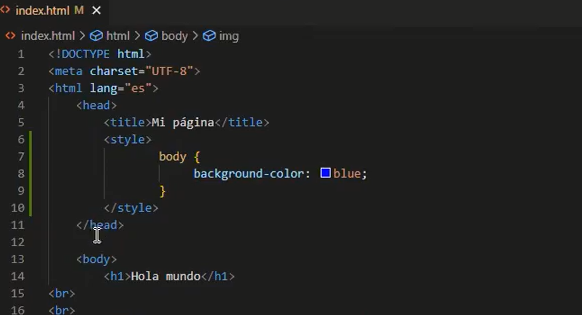 index.html M ×
index.html > html > body > img
1 <!DOCTYPE html>
2 <meta charset="UTF-8">
3 <html lang="es">
4 <head>
5 <title>Mi página</title>
6 <style>
7 body {
8 background-color: blue;
9 }
10 </style>
11 </head>
12
13 <body>
14 <h1>Hola mundo</h1>
15 <br>
16 <br>